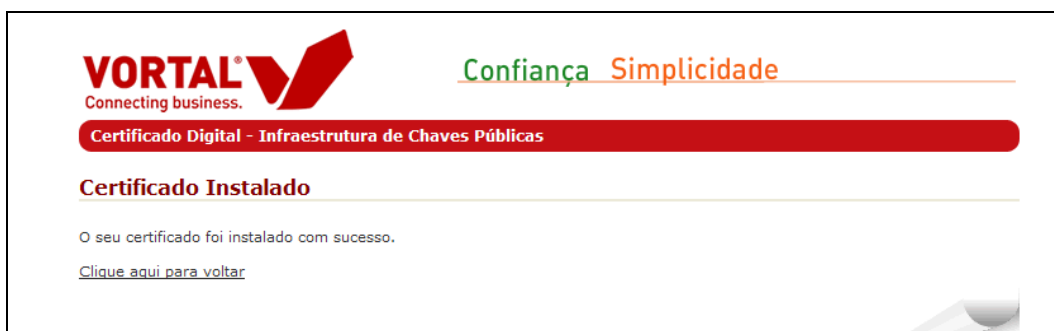 VORTAL®
Connecting business.
Confiança Simplicidade
Certificado Digital - Infraestrutura de Chaves Públicas
Certificado Instalado
O seu certificado foi instalado com sucesso.
Clique aqui para voltar